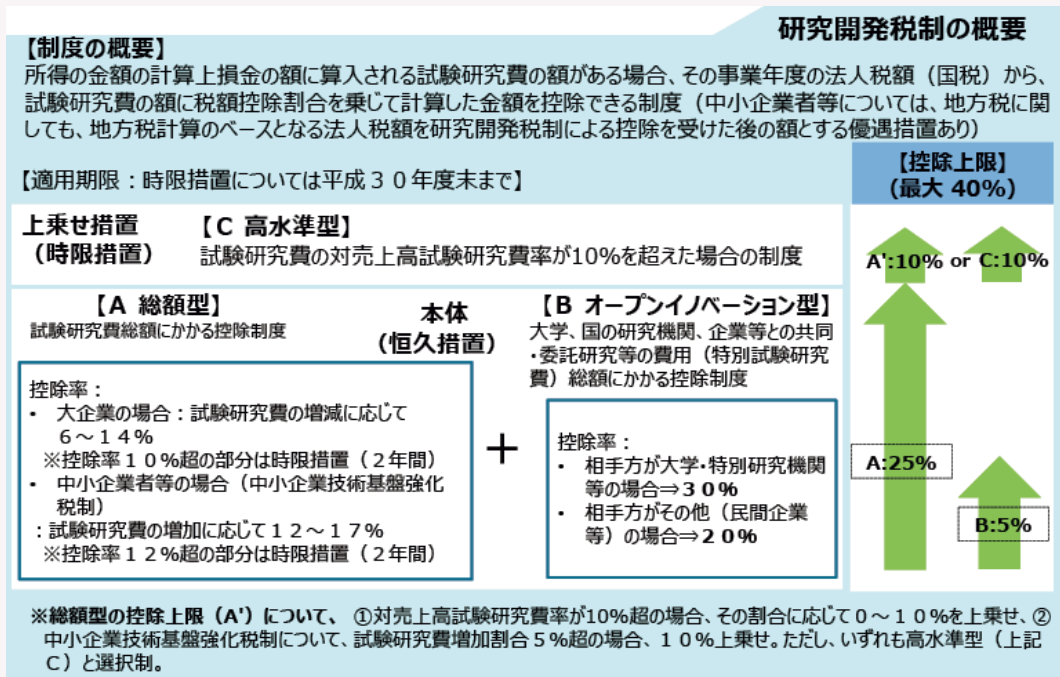 研究開発税制の概要
【制度の概要】
所得の金額の計算上損金の額に算入される試験研究費の額がある場合、その事業年度の法人税額（国税）から、
試験研究費の額に税額控除割合を乗じて計算した金額を控除できる制度（中小企業者等については、地方税に関
しても、地方税計算のベースとなる法人税額を研究開発税制による控除を受けた後の額とする優遇措置あり）
【適用期限：時限措置については平成３０年度末まで】
【控除上限】
(最大 40%)
上乗せ措置
（時限措置）
【C 高水準型】
試験研究費の対売上高試験研究費率が10%を超えた場合の制度
A':10% or C:10%
【A 総額型】
試験研究費総額にかかる控除制度
本体
（恒久措置）
【B オープンイノベーション型】
大学、国の研究機関、企業等との共同
・委託研究等の費用（特別試験研究
費）総額にかかる控除制度
控除率：
・ 大企業の場合：試験研究費の増減に応じて
６～１４%
※控除率１０%超の部分は時限措置（２年間）
・ 中小企業者等の場合（中小企業技術基盤強化
税制）
：試験研究費の増加に応じて１２～１７%
※控除率１２%超の部分は時限措置（２年間）
＋
控除率：
・ 相手方が大学・特別研究機関
等の場合⇒３０%
・ 相手方がその他（民間企業
等）の場合⇒２０%
A:25%
B:5%
※総額型の控除上限（A'）について、 ①対売上高試験研究費率が10%超の場合、その割合に応じて０～１０%を上乗せ、②
中小企業技術基盤強化税制について、試験研究費増加割合５%超の場合、１０%上乗せ。ただし、いずれも高水準型（上記
C）と選択制。